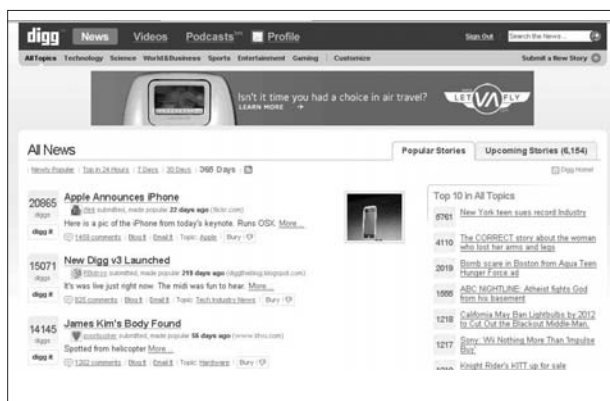 digg News Videos Podcasts Profile Sign Out Search the News...
All Topics Technology Science World&Business Sports Entertainment Gaming Customize Submit a New Story
Isn't it time you had a choice in air travel?
LEARN MORE
LET VA FLY
All News Popular Stories Upcoming Stories (6,154)
Newly Popular Top in 24 Hours 7 Days 30 Days 365 Days Digg Home!
20865 diggs
digg it
Apple Announces iPhone
submitted, made popular 22 days ago (flickr.com)
Here is a pic of the iPhone from today's keynote. Runs OSX. More...
comments Blog It Email It Topic: Apple Bury
15071 diggs
digg it
New Digg v3 Launched
submitted, made popular 219 days ago (diggtheblog.blogspot.com)
It's was live just right now. The midi was fun to hear. More...
925 comments Blog It Email It Topic: Tech Industry News Bury
14145 diggs
digg it
James Kim's Body Found
submitted, made popular 56 days ago
Spotted from helicopter More...
1202 comments Blog It Email It Topic: Hardware Bury
Top 10 in All Topics
6761 New York teen sues record Industry
4110 The CORRECT story about the woman
who lost her arms and legs
2019 Bomb scare in Boston from Aqua Teen
Hunger Force ad
ABC NIGHTLINE: Atheist fights God
from his basement
1218 California May Ban Lightbulbs by 2012
to Cut Out the Blackout Middle-Man.
1217 Sony: Wii Nothing More Than 'Impulse
Buy'
Knight Rider's KITT up for sale